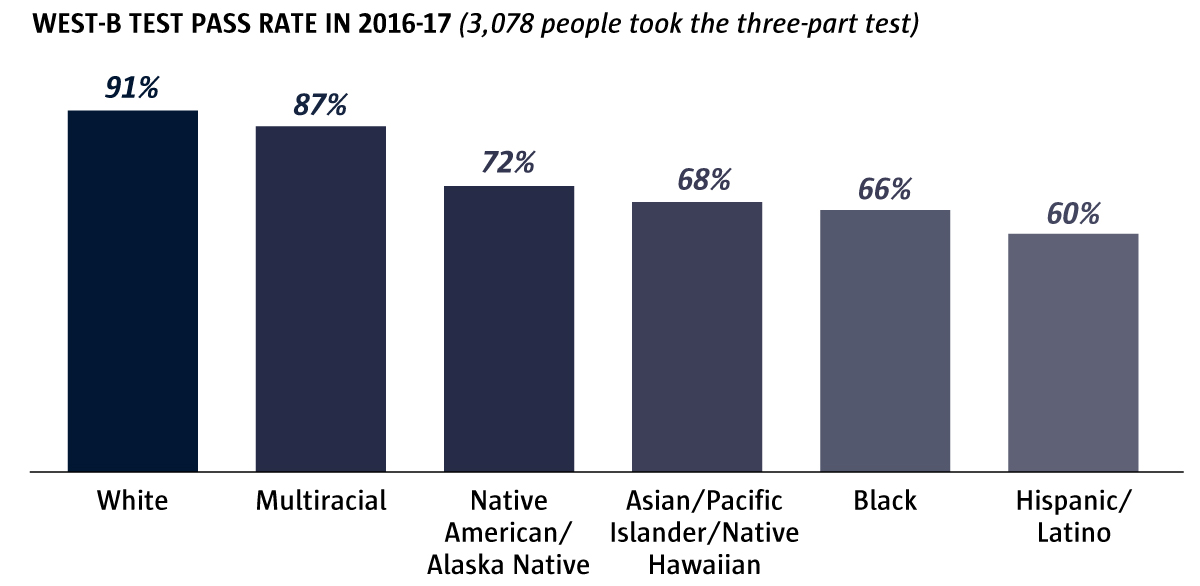 WEST-B TEST PASS RATE IN 2016-17 (3,078 people took the three-part test)
91%
87%
72%
68%
66%
60%
White
Multiracial
Native
American/
Alaska Native
Asian/Pacific
Islander/Native
Hawaiian
Black
Hispanic/
Latino